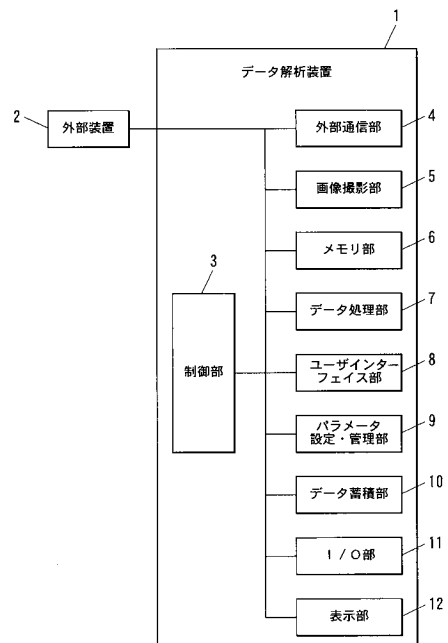 1
データ解析装置
2
外部装置
4
外部通信部
5
画像撮影部
6
メモリ部
3
制御部
7
データ処理部
8
ユーザインター
フェイス部
9
パラメータ
設定・管理部
10
データ蓄積部
11
I/O部
12
表示部